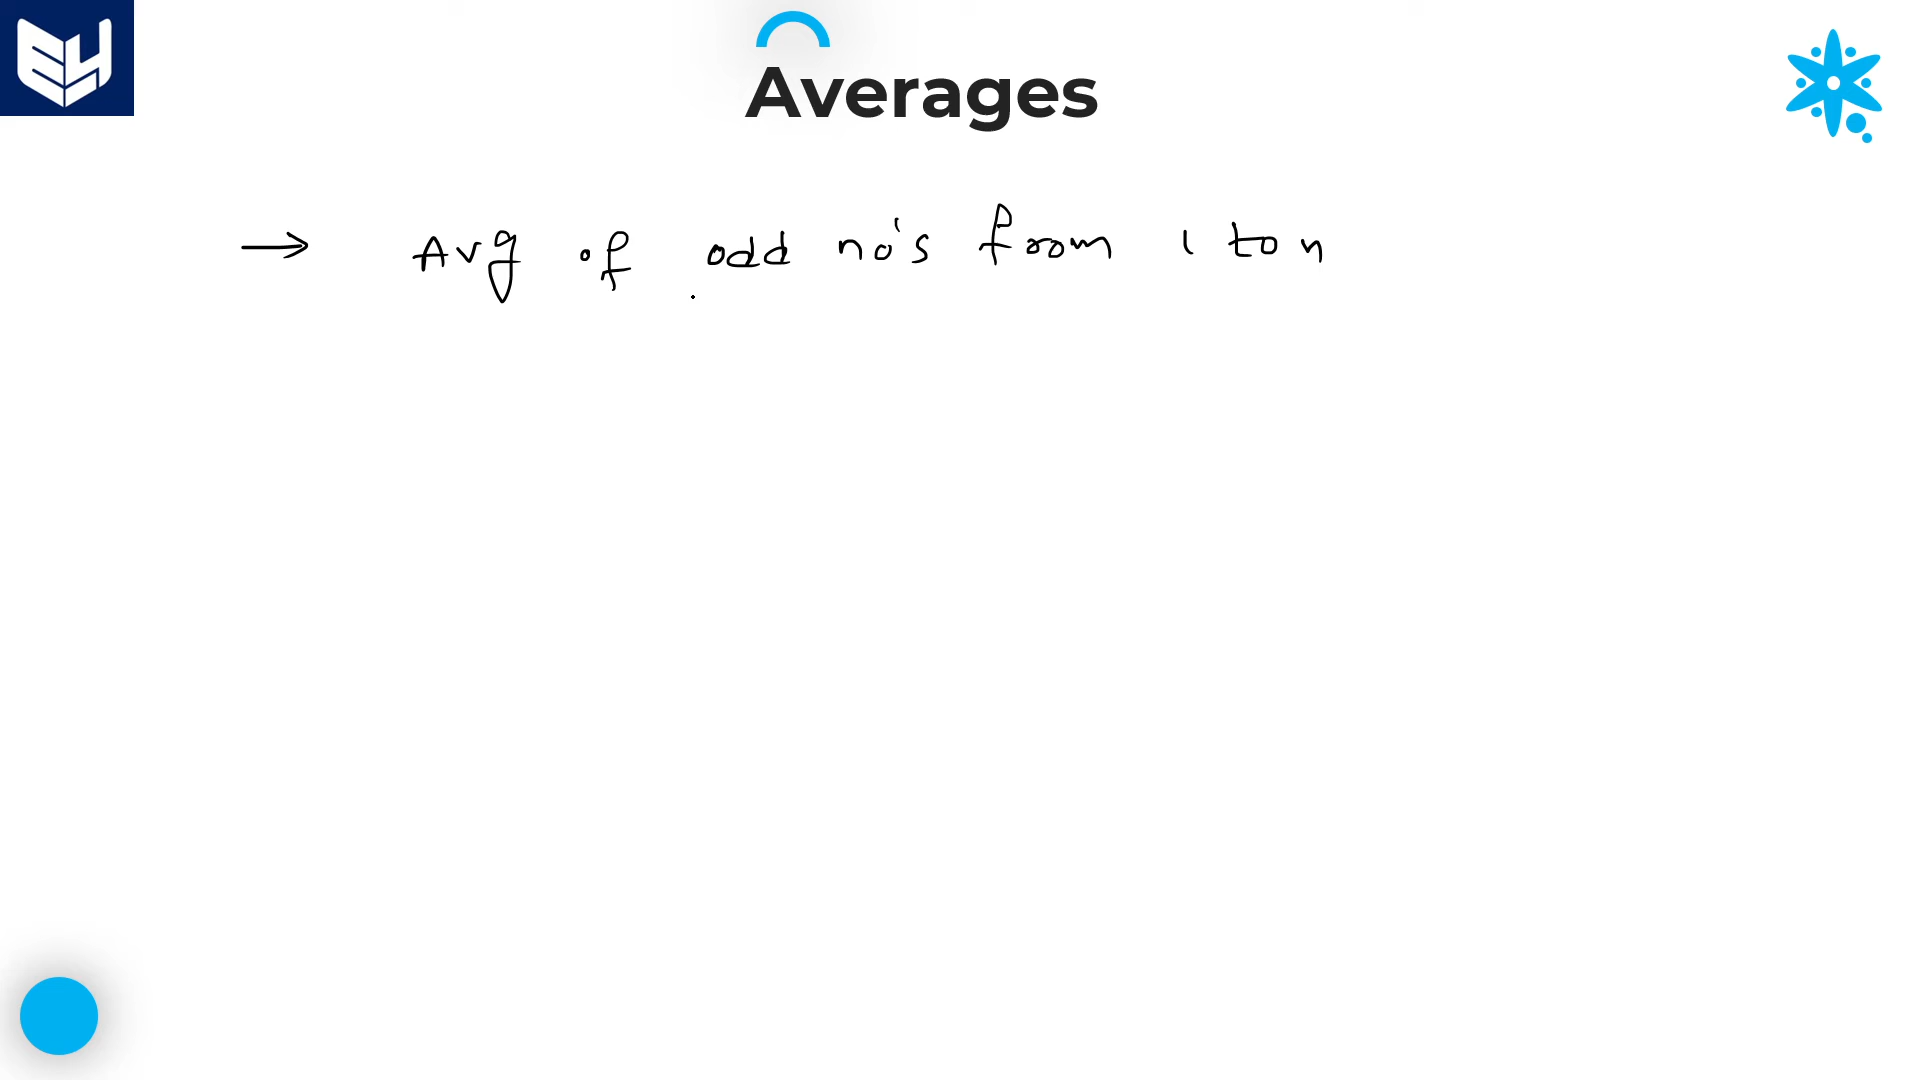 Averages
→ Avg of odd no's from 1 to n